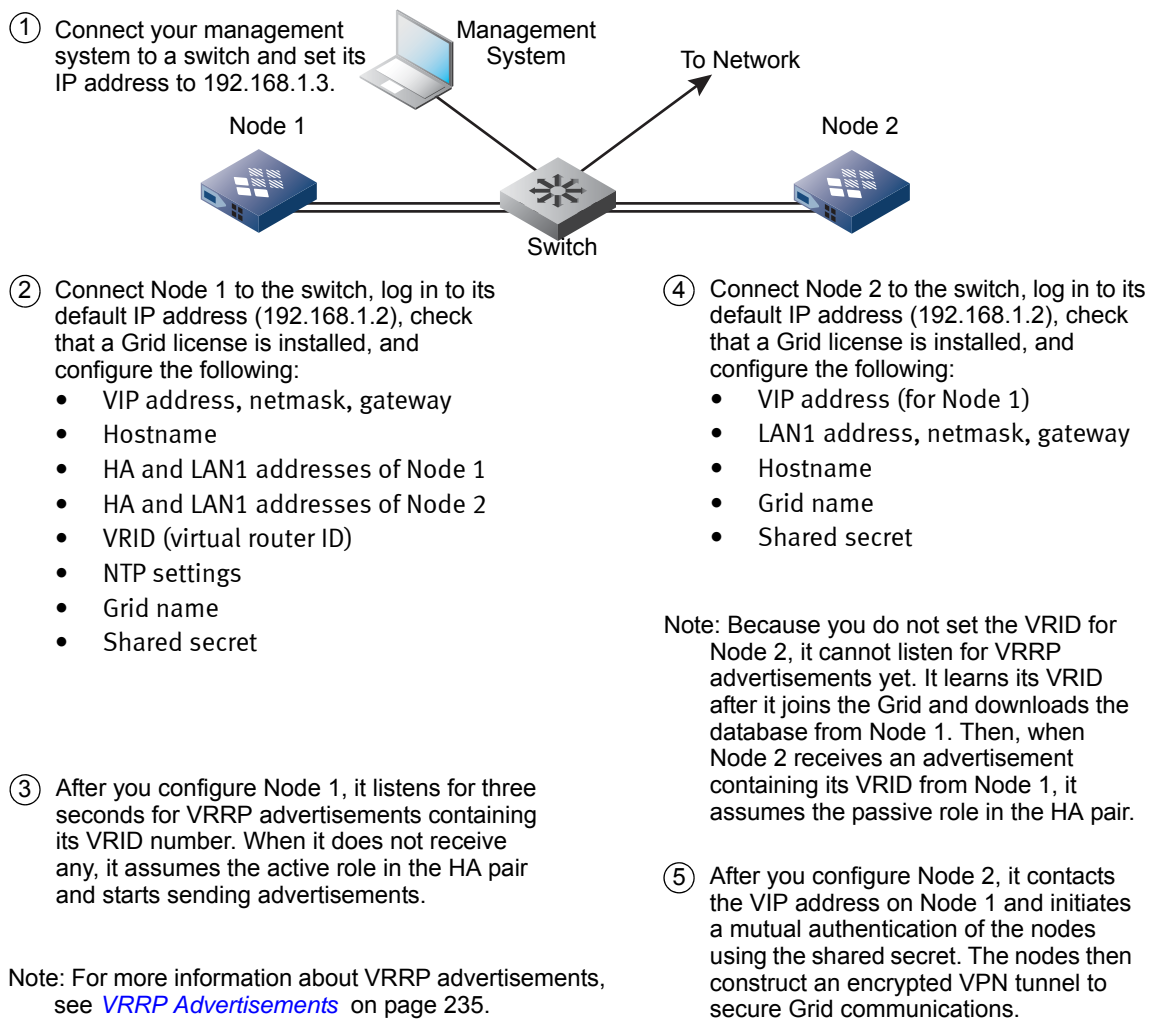 ① Connect your management
system to a switch and set its
IP address to 192.168.1.3.
Management
System
To Network
Node 1
Node 2
Switch
② Connect Node 1 to the switch, log in to its
default IP address (192.168.1.2), check
that a Grid license is installed, and
configure the following:
• VIP address, netmask, gateway
• Hostname
• HA and LAN1 addresses of Node 1
• HA and LAN1 addresses of Node 2
• VRID (virtual router ID)
• NTP settings
• Grid name
• Shared secret
③ After you configure Node 1, it listens for three
seconds for VRRP advertisements containing
its VRID number. When it does not receive
any, it assumes the active role in the HA pair
and starts sending advertisements.
Note: For more information about VRRP advertisements,
see VRRP Advertisements on page 235.
④ Connect Node 2 to the switch, log in to its
default IP address (192.168.1.2), check
that a Grid license is installed, and
configure the following:
• VIP address (for Node 1)
• LAN1 address, netmask, gateway
• Hostname
• Grid name
• Shared secret
Note: Because you do not set the VRID for
Node 2, it cannot listen for VRRP
advertisements yet. It learns its VRID
after it joins the Grid and downloads the
database from Node 1. Then, when
Node 2 receives an advertisement
containing its VRID from Node 1, it
assumes the passive role in the HA pair.
⑤ After you configure Node 2, it contacts
the VIP address on Node 1 and initiates
a mutual authentication of the nodes
using the shared secret. The nodes then
construct an encrypted VPN tunnel to
secure Grid communications.